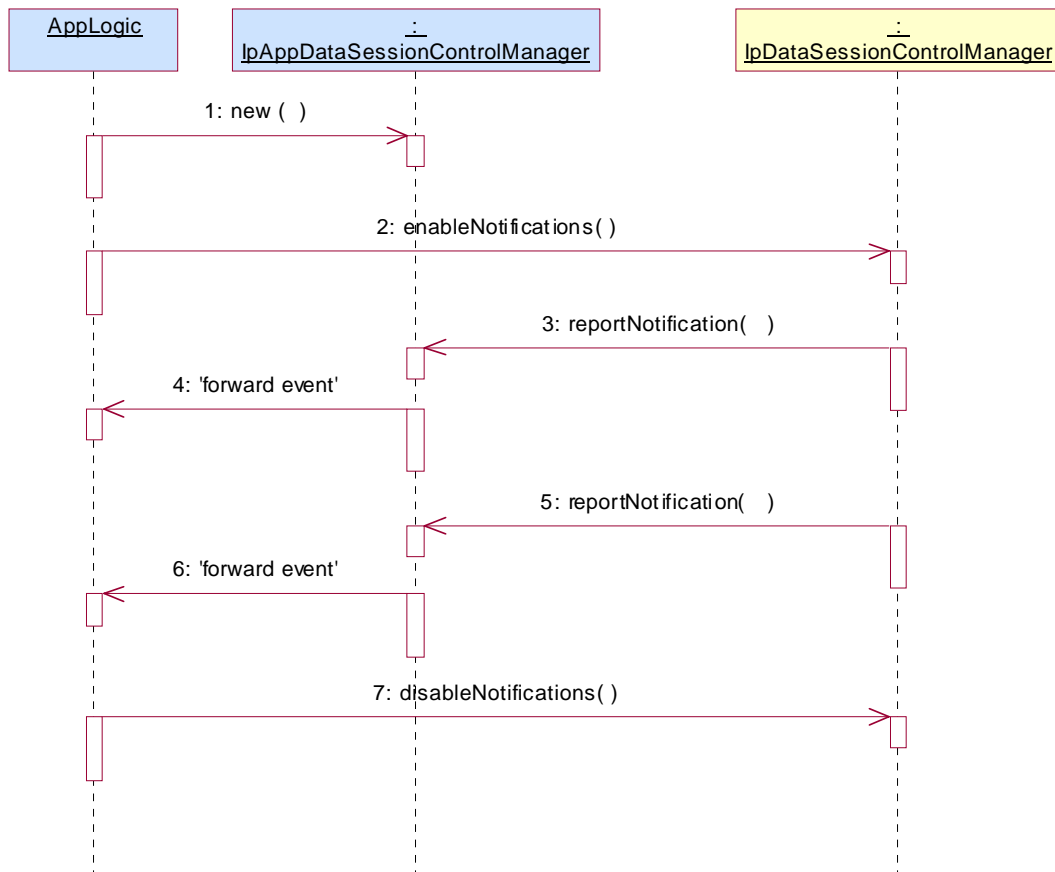 AppLogic
:
IpAppDataSessionControlManager
:
IpDataSessionControlManager
1: new ( )
2: enableNotifications( )
3: reportNotification( )
4: 'forward event'
5: reportNotification( )
6: 'forward event'
7: disableNotifications( )